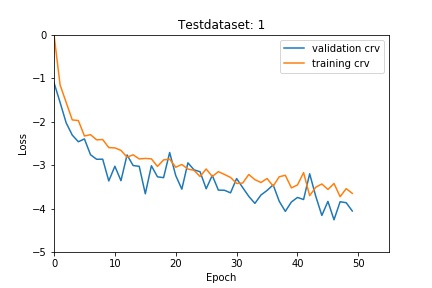 Testdataset: 1
validation crv
training crv
0
−1
−2
−3
−4
−5
Loss
0 10 20 30 40 50
Epoch